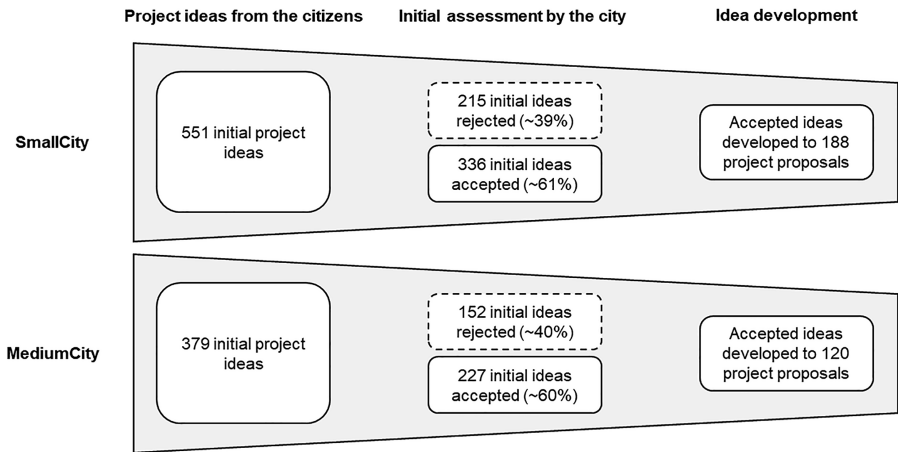 Project ideas from the citizens
Initial assessment by the city
Idea development
SmallCity
551 initial project
ideas
215 initial ideas
rejected (~39%)
336 initial ideas
accepted (~61%)
Accepted ideas
developed to 188
project proposals
MediumCity
379 initial project
ideas
152 initial ideas
rejected (~40%)
227 initial ideas
accepted (~60%)
Accepted ideas
developed to 120
project proposals